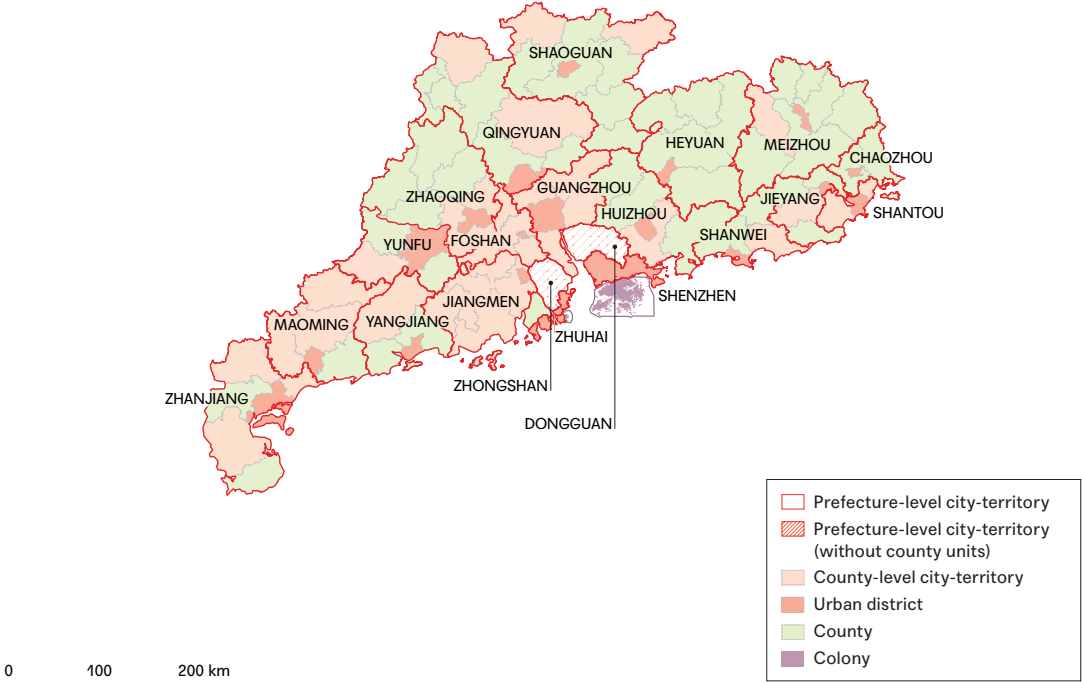 SHAOGUAN
QINGYUAN
HEYUAN
MEIZHOU
CHAOZHOU
ZHAOQING
GUANGZHOU
JIEYANG
HUIZHOU
SHANTOU
YUNFU
FOSHAN
SHANWEI
SHENZHEN
JIANGMEN
MAOMING
YANGJIANG
ZHUHAI
ZHONGSHAN
ZHANJIANG
DONGGUAN
Prefecture-level city-territory
Prefecture-level city-territory
(without county units)
County-level city-territory
Urban district
County
Colony
0 100 200 km